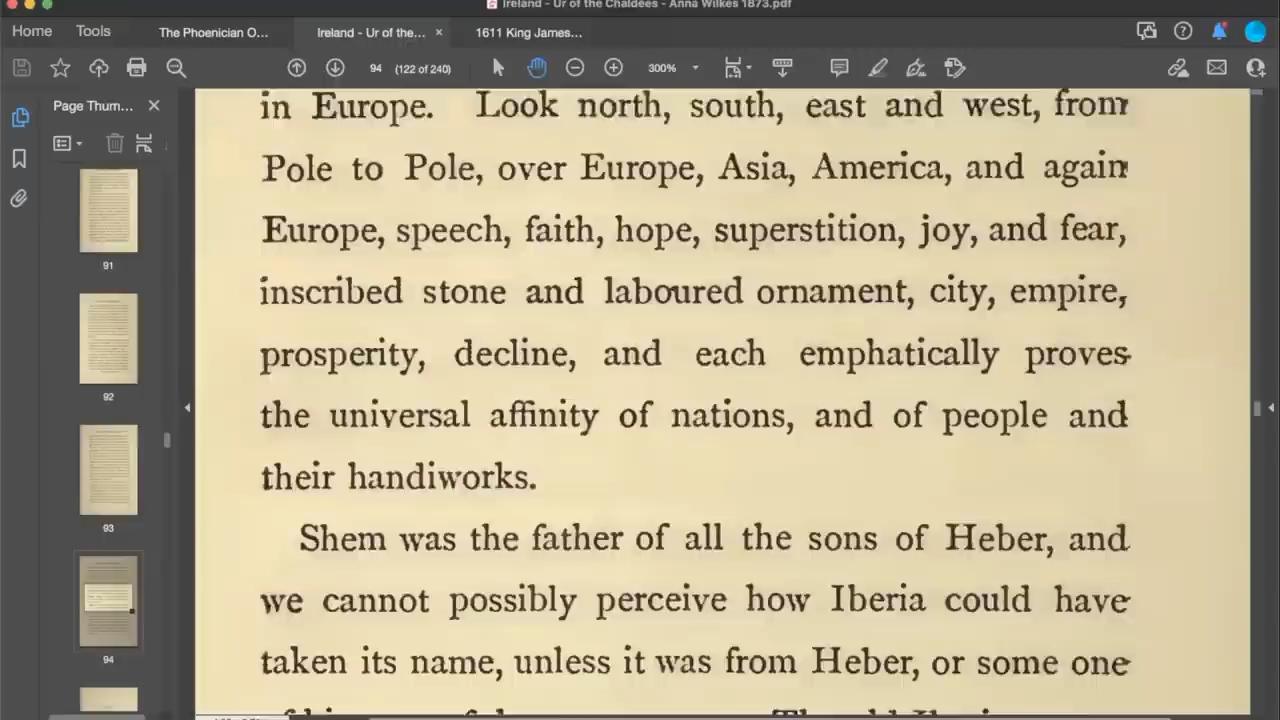 Ireland - Ur of the Chaldees - Anna Wilkes 1873.pdf
Home Tools The Phoenician O... Ireland - Ur of the... × 1611 King James...
94 (122 of 240) 300%
Page Thum... ×
91
92
93
94
in Europe. Look north, south, east and west, from
Pole to Pole, over Europe, Asia, America, and again
Europe, speech, faith, hope, superstition, joy, and fear,
inscribed stone and laboured ornament, city, empire,
prosperity, decline, and each emphatically proves
the universal affinity of nations, and of people and
their handiworks.
Shem was the father of all the sons of Heber, and
we cannot possibly perceive how Iberia could have
taken its name, unless it was from Heber, or some one